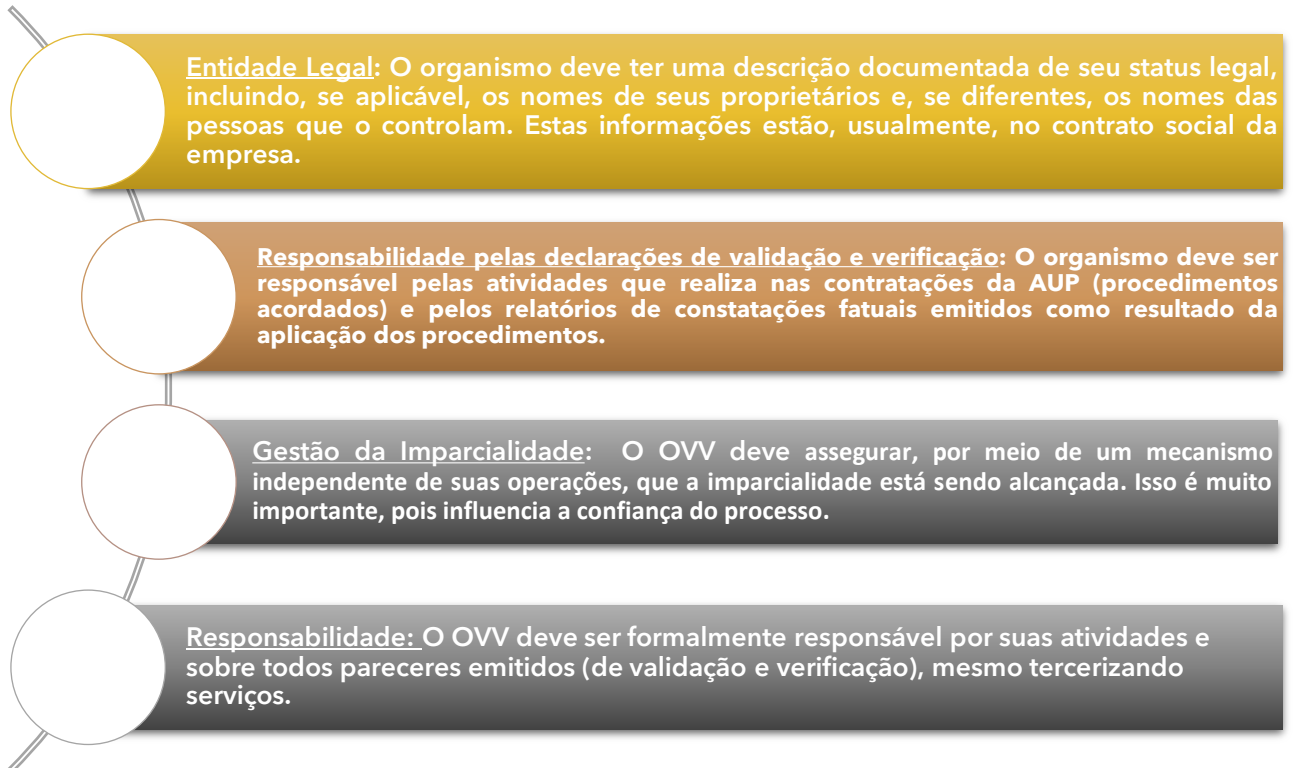 Entidade Legal: O organismo deve ter uma descrição documentada de seu status legal,
incluindo, se aplicável, os nomes de seus proprietários e, se diferentes, os nomes das
pessoas que o controlam. Estas informações estão, usualmente, no contrato social da
empresa.
Responsabilidade pelas declarações de validação e verificação: O organismo deve ser
responsável pelas atividades que realiza nas contratações da AUP (procedimentos
acordados) e pelos relatórios de constatações fatuais emitidos como resultado da
aplicação dos procedimentos.
Gestão da Imparcialidade: O OVV deve assegurar, por meio de um mecanismo
independente de suas operações, que a imparcialidade está sendo alcançada. Isso é muito
importante, pois influencia a confiança do processo.
Responsabilidade: O OVV deve ser formalmente responsável por suas atividades e
sobre todos pareceres emitidos (de validação e verificação), mesmo tercerizando
serviços.